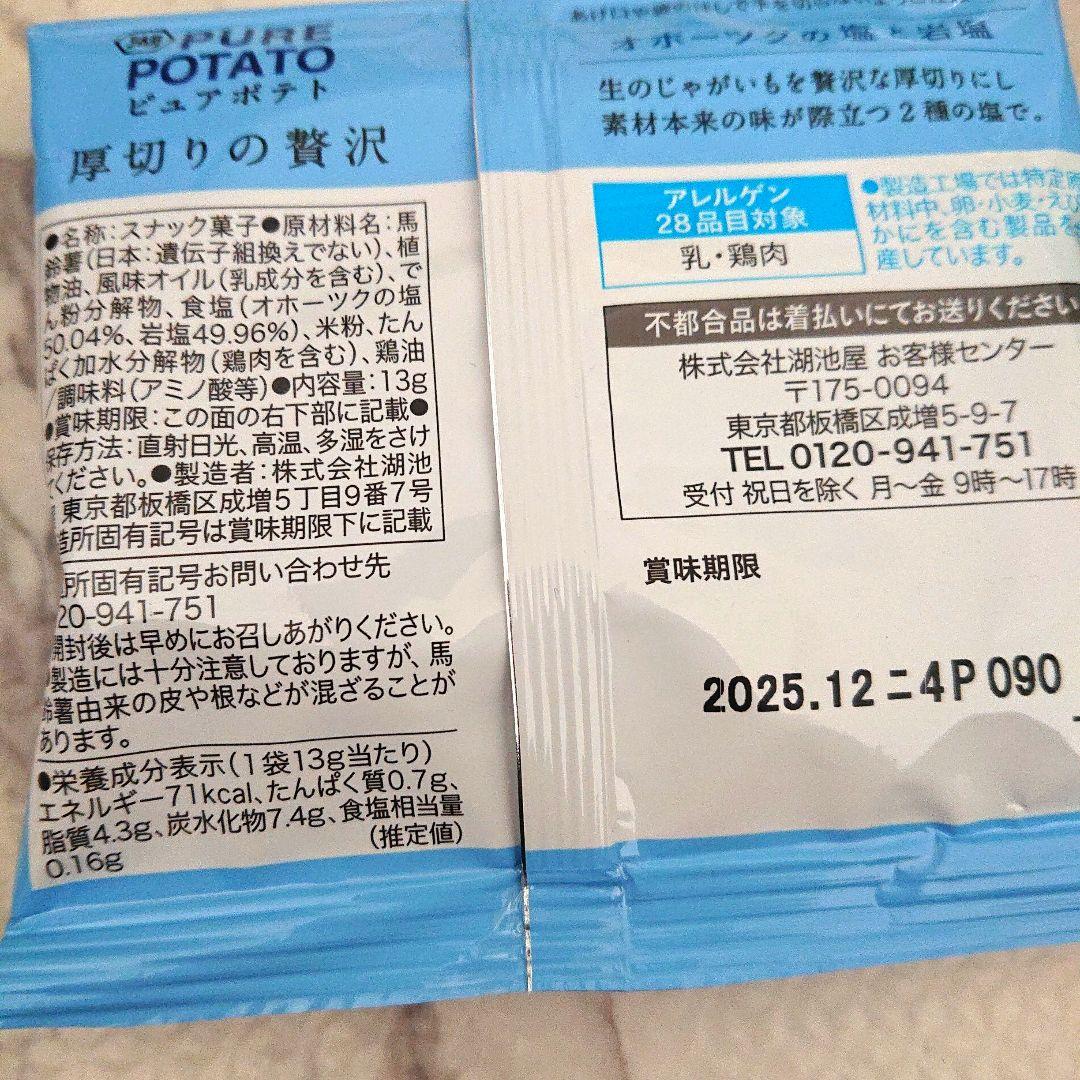 PURE
POTATO
ピュアポテト
厚切りの贅沢
●名称：スナック菓子●原材料名：馬
鈴薯（日本：遺伝子組換えでない）、植
物油、風味オイル（乳成分を含む）、で
ん粉分解物、食塩（オホーツクの塩
50.04%、岩塩49.96%）、米粉、たん
ぱく加水分解物（鶏肉を含む）、鶏油
／調味料（アミノ酸等）●内容量：13g
●賞味期限：この面の右下部に記載●
保存方法：直射日光、高温、多湿をさけ
てください。●製造者：株式会社湖池
東京都板橋区成増5丁目9番7号
造所固有記号は賞味期限下に記載
所固有記号お問い合わせ先
20-941-751
開封後は早めにお召しあがりください。
製造には十分注意しておりますが、馬
鈴薯由来の皮や根などが混ざることが
あります。
●栄養成分表示（1袋13g当たり）
エネルギー71kcal、たんぱく質0.7g、
脂質4.3g、炭水化物7.4g、食塩相当量
0.16g （推定値）
オホーツクの塩と岩塩
生のじゃがいもを贅沢な厚切りにし
素材本来の味が際立つ2種の塩で。
アレルゲン
28品目対象
乳・鶏肉
●製造工場では特定原
材料中、卵・小麦・えび
かにを含む製品を
産しています。
不都合品は着払いにてお送りください
株式会社湖池屋 お客様センター
〒175-0094
東京都板橋区成増5-9-7
TEL 0120-941-751
受付 祝日を除く 月～金 9時～17時
賞味期限
2025.12 ニ4P 090